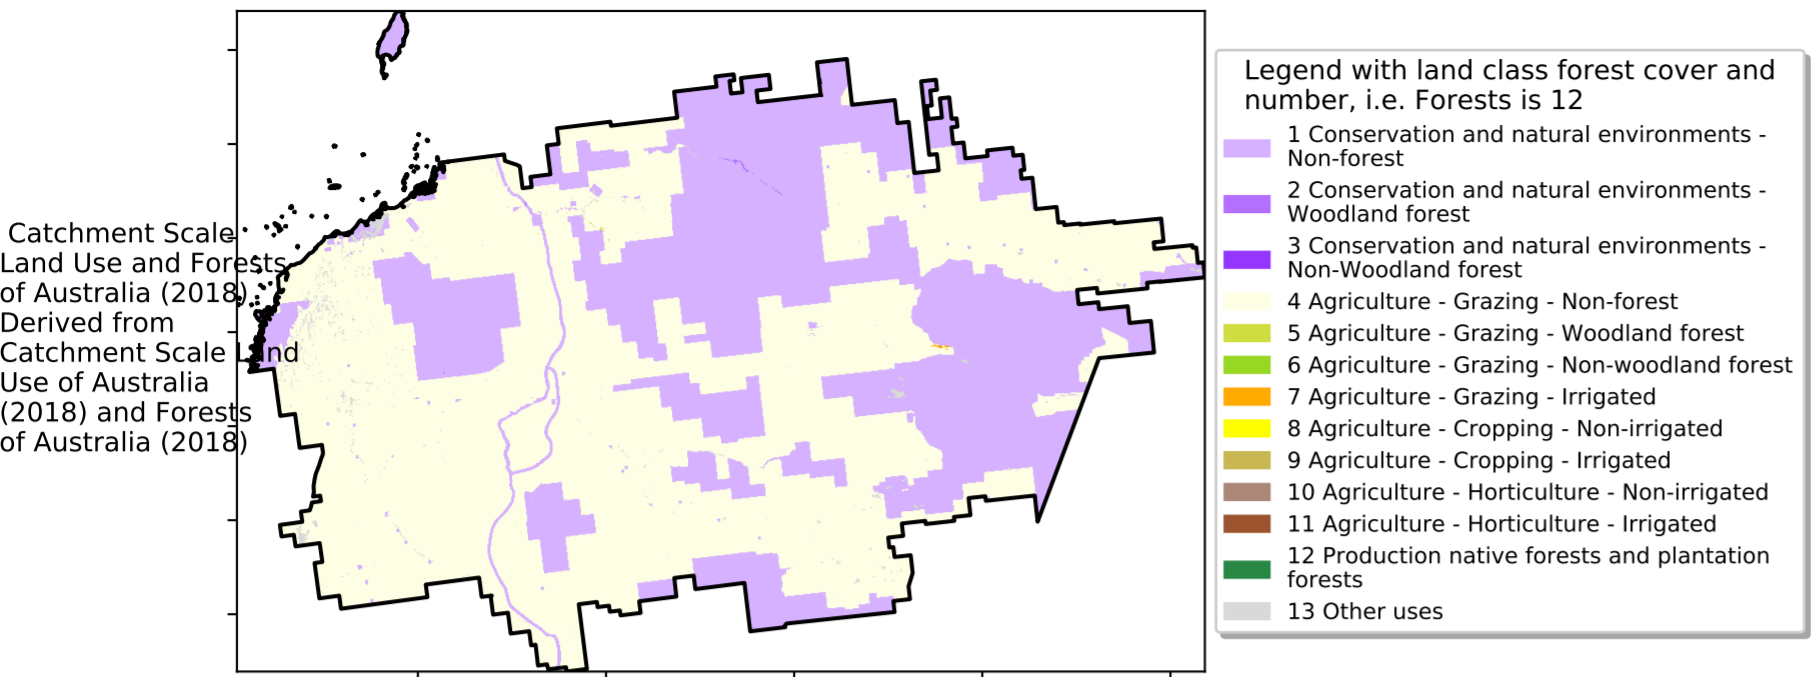 Catchment Scale
Land Use and Forests
of Australia (2018)
Derived from
Catchment Scale Land
Use of Australia
(2018) and Forests
of Australia (2018)
Legend with land class forest cover and
number, i.e. Forests is 12
1 Conservation and natural environments -
Non-forest
2 Conservation and natural environments -
Woodland forest
3 Conservation and natural environments -
Non-Woodland forest
4 Agriculture - Grazing - Non-forest
5 Agriculture - Grazing - Woodland forest
6 Agriculture - Grazing - Non-woodland forest
7 Agriculture - Grazing - Irrigated
8 Agriculture - Cropping - Non-irrigated
9 Agriculture - Cropping - Irrigated
10 Agriculture - Horticulture - Non-irrigated
11 Agriculture - Horticulture - Irrigated
12 Production native forests and plantation
forests
13 Other uses